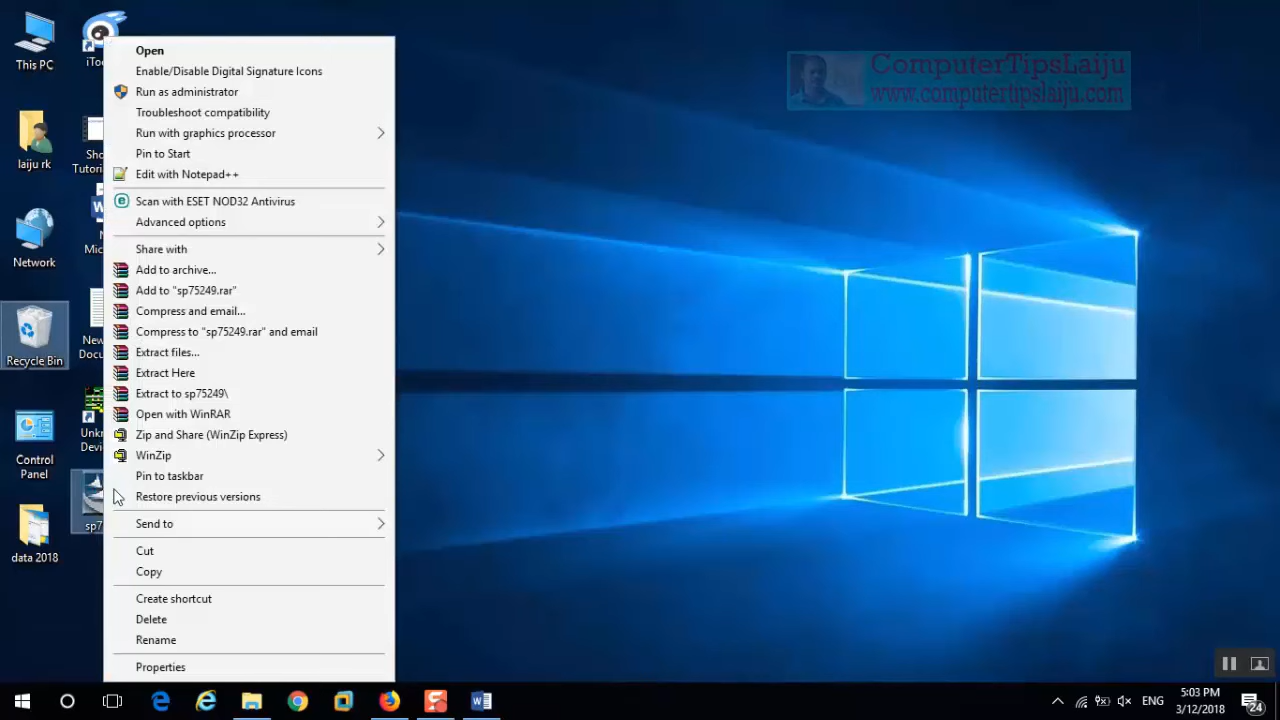 This PC
iTo
laiju rk
Sho
Tutori
Network
N
Mic
Recycle Bin
New
Docu
Control
Panel
Unk
Devi
data 2018
sp7
Open
Enable/Disable Digital Signature Icons
Run as administrator
Troubleshoot compatibility
Run with graphics processor
Pin to Start
Edit with Notepad++
Scan with ESET NOD32 Antivirus
Advanced options
Share with
Add to archive...
Add to "sp75249.rar"
Compress and email...
Compress to "sp75249.rar" and email
Extract files...
Extract Here
Extract to sp75249\
Open with WinRAR
Zip and Share (WinZip Express)
WinZip
Pin to taskbar
Restore previous versions
Send to
Cut
Copy
Create shortcut
Delete
Rename
Properties
ComputerTipsLaiju
www.computertipslaiju.com
ENG
5:03 PM
3/12/2018
24